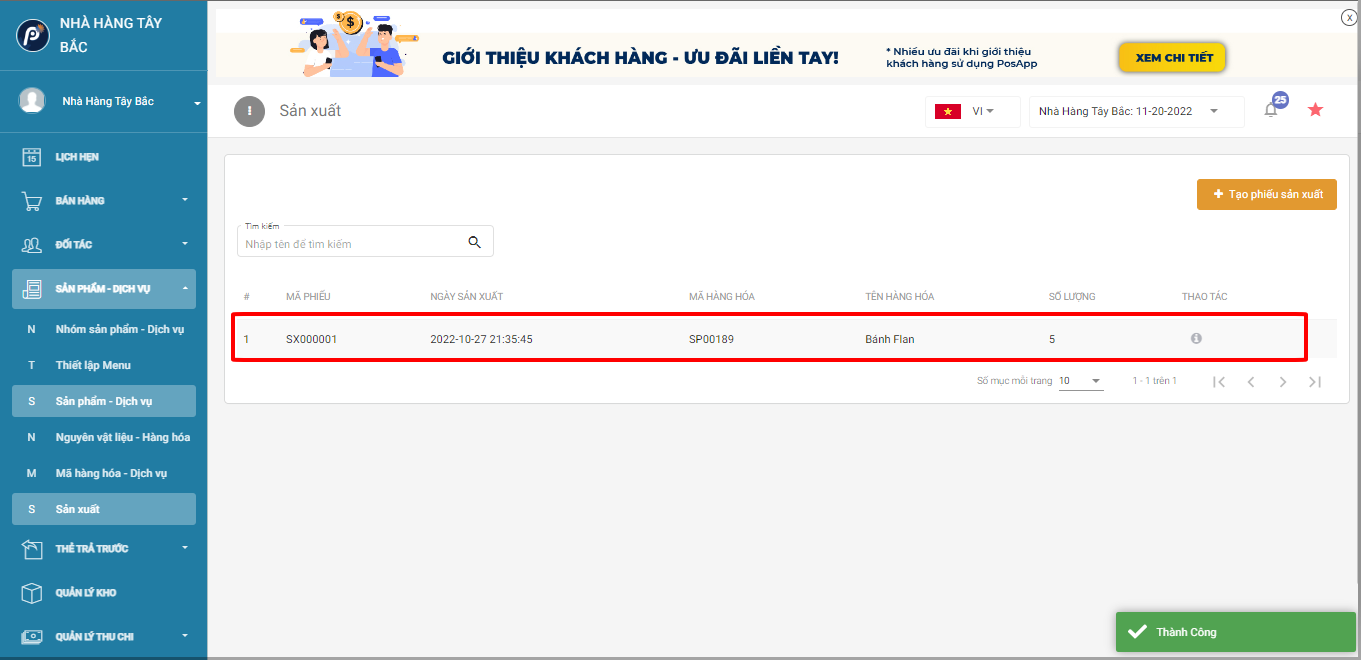 NHÀ HÀNG TÂY
BẮC
Nhà Hàng Tây Bắc
15
LỊCH HẸN
BÁN HÀNG
ĐỐI TÁC
SẢN PHẨM - DỊCH VỤ
N Nhóm sản phẩm - Dịch vụ
T Thiết lập Menu
S Sản phẩm - Dịch vụ
N Nguyên vật liệu - Hàng hóa
M Mã hàng hóa - Dịch vụ
S Sản xuất
THẺ TRẢ TRƯỚC
QUẢN LÝ KHO
QUẢN LÝ THU CHI
GIỚI THIỆU KHÁCH HÀNG - ƯU ĐÃI LIỀN TAY!
* Nhiều ưu đãi khi giới thiệu
khách hàng sử dụng PosApp
XEM CHI TIẾT
X
Sản xuất
VI
Nhà Hàng Tây Bắc: 11-20-2022
25
+ Tạo phiếu sản xuất
Tìm kiếm
Nhập tên để tìm kiếm
# MÃ PHIẾU NGÀY SẢN XUẤT MÃ HÀNG HÓA TÊN HÀNG HÓA SỐ LƯỢNG THAO TÁC
1 SX000001 2022-10-27 21:35:45 SP00189 Bánh Flan 5
Số mục mỗi trang 10 1 - 1 trên 1
Thành Công